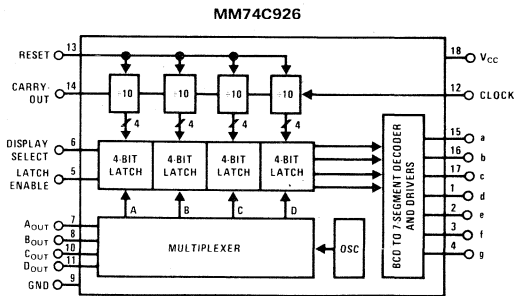 MM74C926
RESET 13
18 VCC
CARRY-OUT 14
÷10 ÷10 ÷10 ÷10
12 CLOCK
4 4 4 4
DISPLAY SELECT 6
4-BIT LATCH 4-BIT LATCH 4-BIT LATCH 4-BIT LATCH
LATCH ENABLE 5
BCD TO 7 SEGMENT DECODER AND DRIVERS
15 a
16 b
17 c
1 d
2 e
3 f
4 g
A B C D
AOUT 7
BOUT 8
COUT 10
DOUT 11
MULTIPLEXER
OSC
GND 9